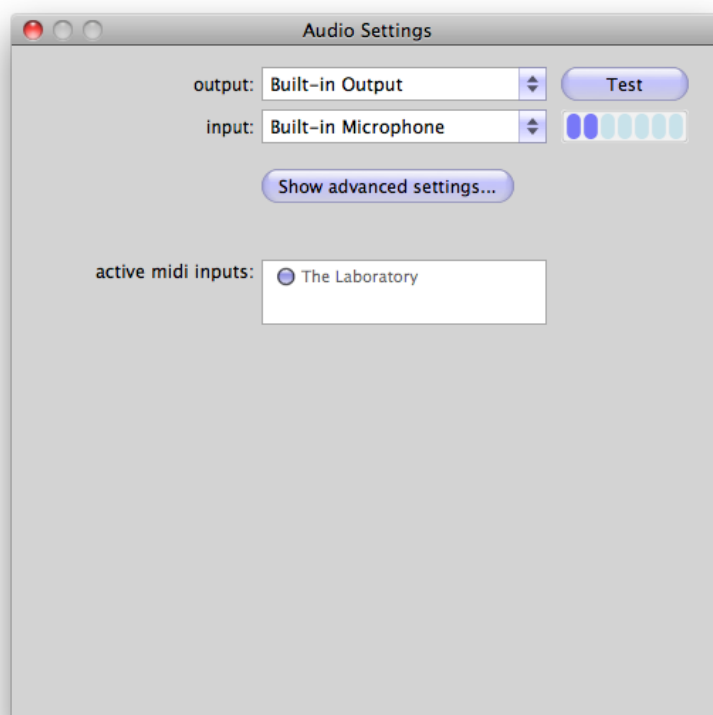 Audio Settings
output: Built-in Output Test
input: Built-in Microphone
Show advanced settings...
active midi inputs: The Laboratory